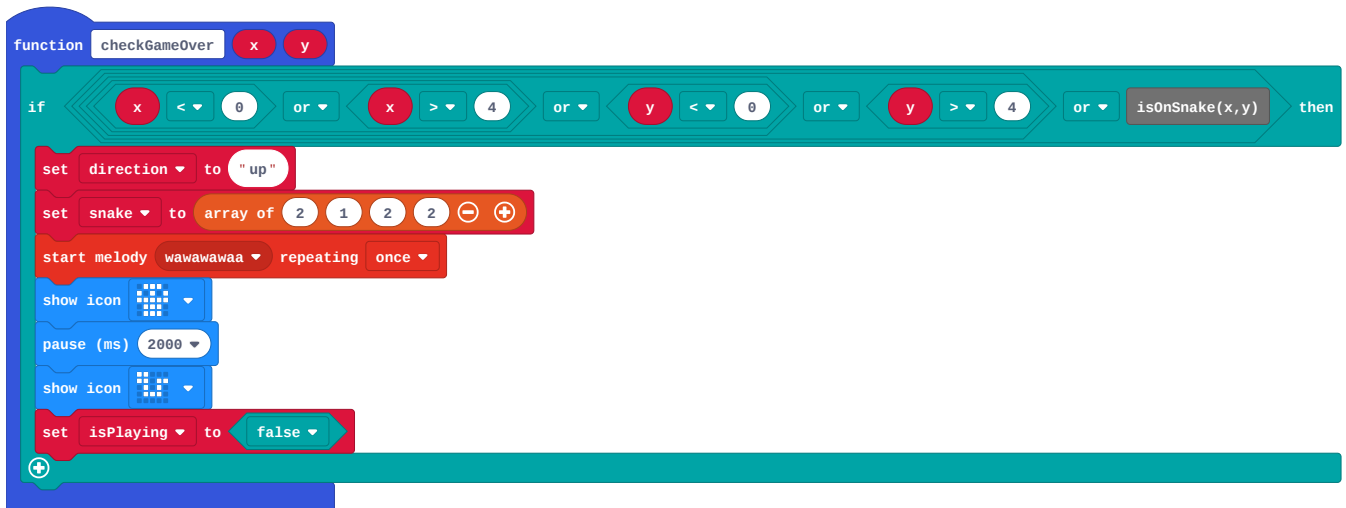 function checkGameOver x y
if x < 0 or x > 4 or y < 0 or y > 4 or isOnSnake(x,y) then
set direction to "up"
set snake to array of 2 1 2 2
start melody wawawawaa repeating once
show icon
pause (ms) 2000
show icon
set isPlaying to false